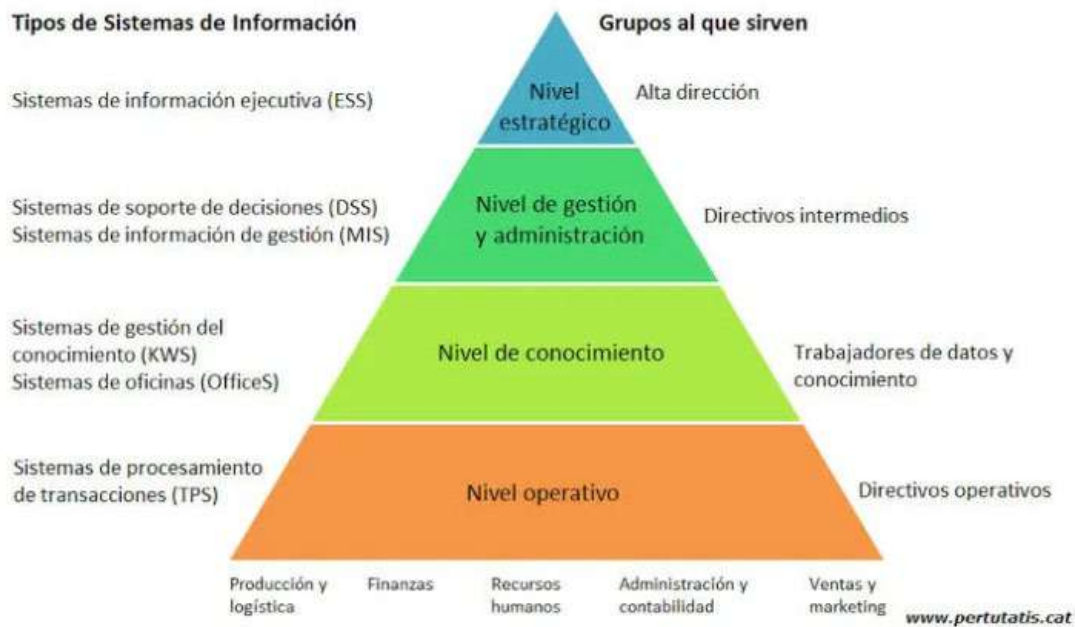 Tipos de Sistemas de Información
Grupos al que sirven
Sistemas de información ejecutiva (ESS)
Nivel
estratégico
Alta dirección
Sistemas de soporte de decisiones (DSS)
Sistemas de información de gestión (MIS)
Nivel de gestión
y administración
Directivos intermedios
Sistemas de gestión del
conocimiento (KWS)
Sistemas de oficinas (OfficeS)
Nivel de conocimiento
Trabajadores de datos y
conocimiento
Sistemas de procesamiento
de transacciones (TPS)
Nivel operativo
Directivos operativos
Producción y
logística
Finanzas
Recursos
humanos
Administración y
contabilidad
Ventas y
marketing
www.pertutatis.cat